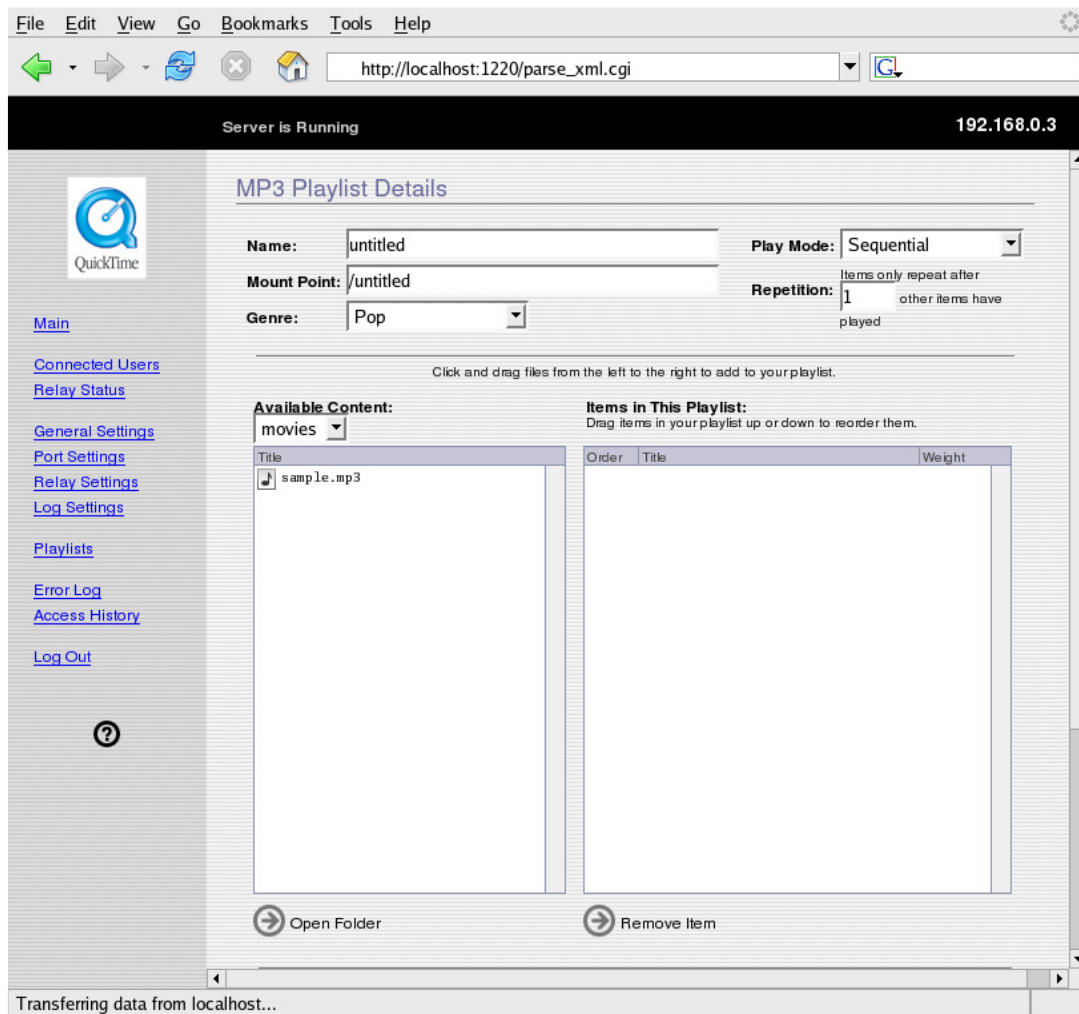 File Edit View Go Bookmarks Tools Help
http://localhost:1220/parse_xml.cgi
G
Server is Running
192.168.0.3
QuickTime
Main
Connected Users
Relay Status
General Settings
Port Settings
Relay Settings
Log Settings
Playlists
Error Log
Access History
Log Out
?
MP3 Playlist Details
Name: untitled
Mount Point: /untitled
Genre: Pop
Play Mode: Sequential
Repetition: Items only repeat after
1 other items have
played
Click and drag files from the left to the right to add to your playlist.
Available Content:
movies
Title
sample.mp3
Open Folder
Items in This Playlist:
Drag items in your playlist up or down to reorder them.
Order Title Weight
Remove Item
Transferring data from localhost...